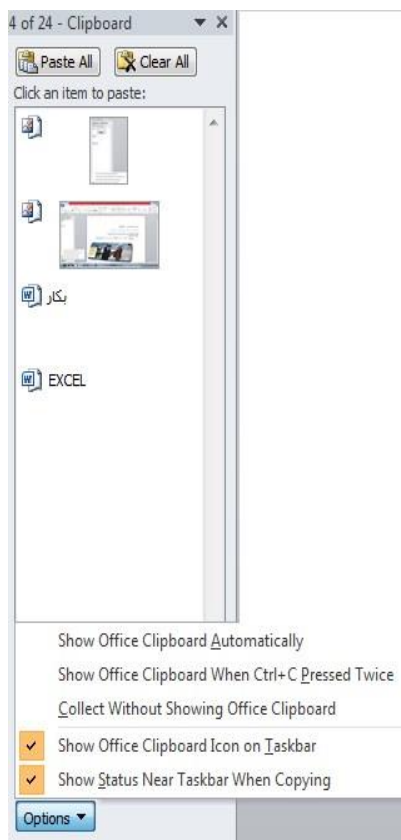 4 of 24 - Clipboard
Paste All Clear All
Click an item to paste:
بكار
EXCEL
Show Office Clipboard Automatically
Show Office Clipboard When Ctrl+C Pressed Twice
Collect Without Showing Office Clipboard
Show Office Clipboard Icon on Taskbar
Show Status Near Taskbar When Copying
Options